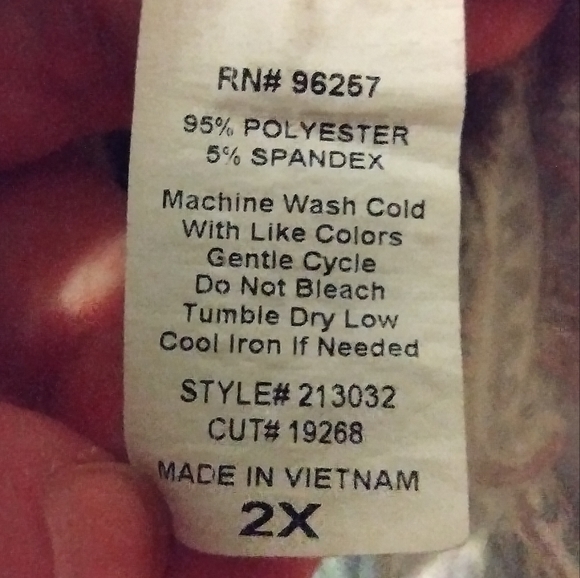 RN# 96257
95% POLYESTER
5% SPANDEX
Machine Wash Cold
With Like Colors
Gentle Cycle
Do Not Bleach
Tumble Dry Low
Cool Iron If Needed
STYLE# 213032
CUT# 19268
MADE IN VIETNAM
2X